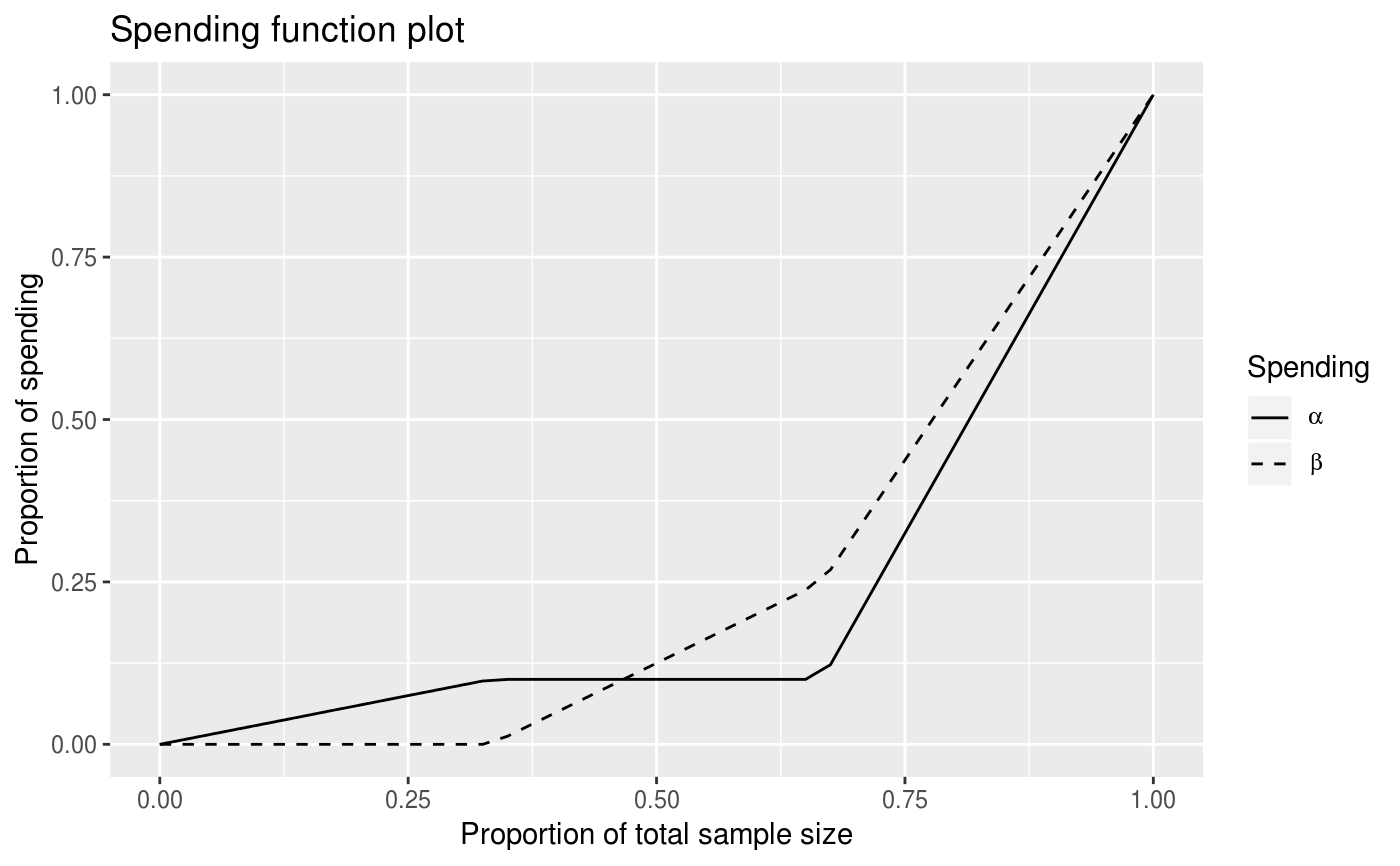 Spending function plot
1.00
0.75
0.50
0.25
0.00
Proportion of spending
0.00 0.25 0.50 0.75 1.00
Proportion of total sample size
Spending
α
β